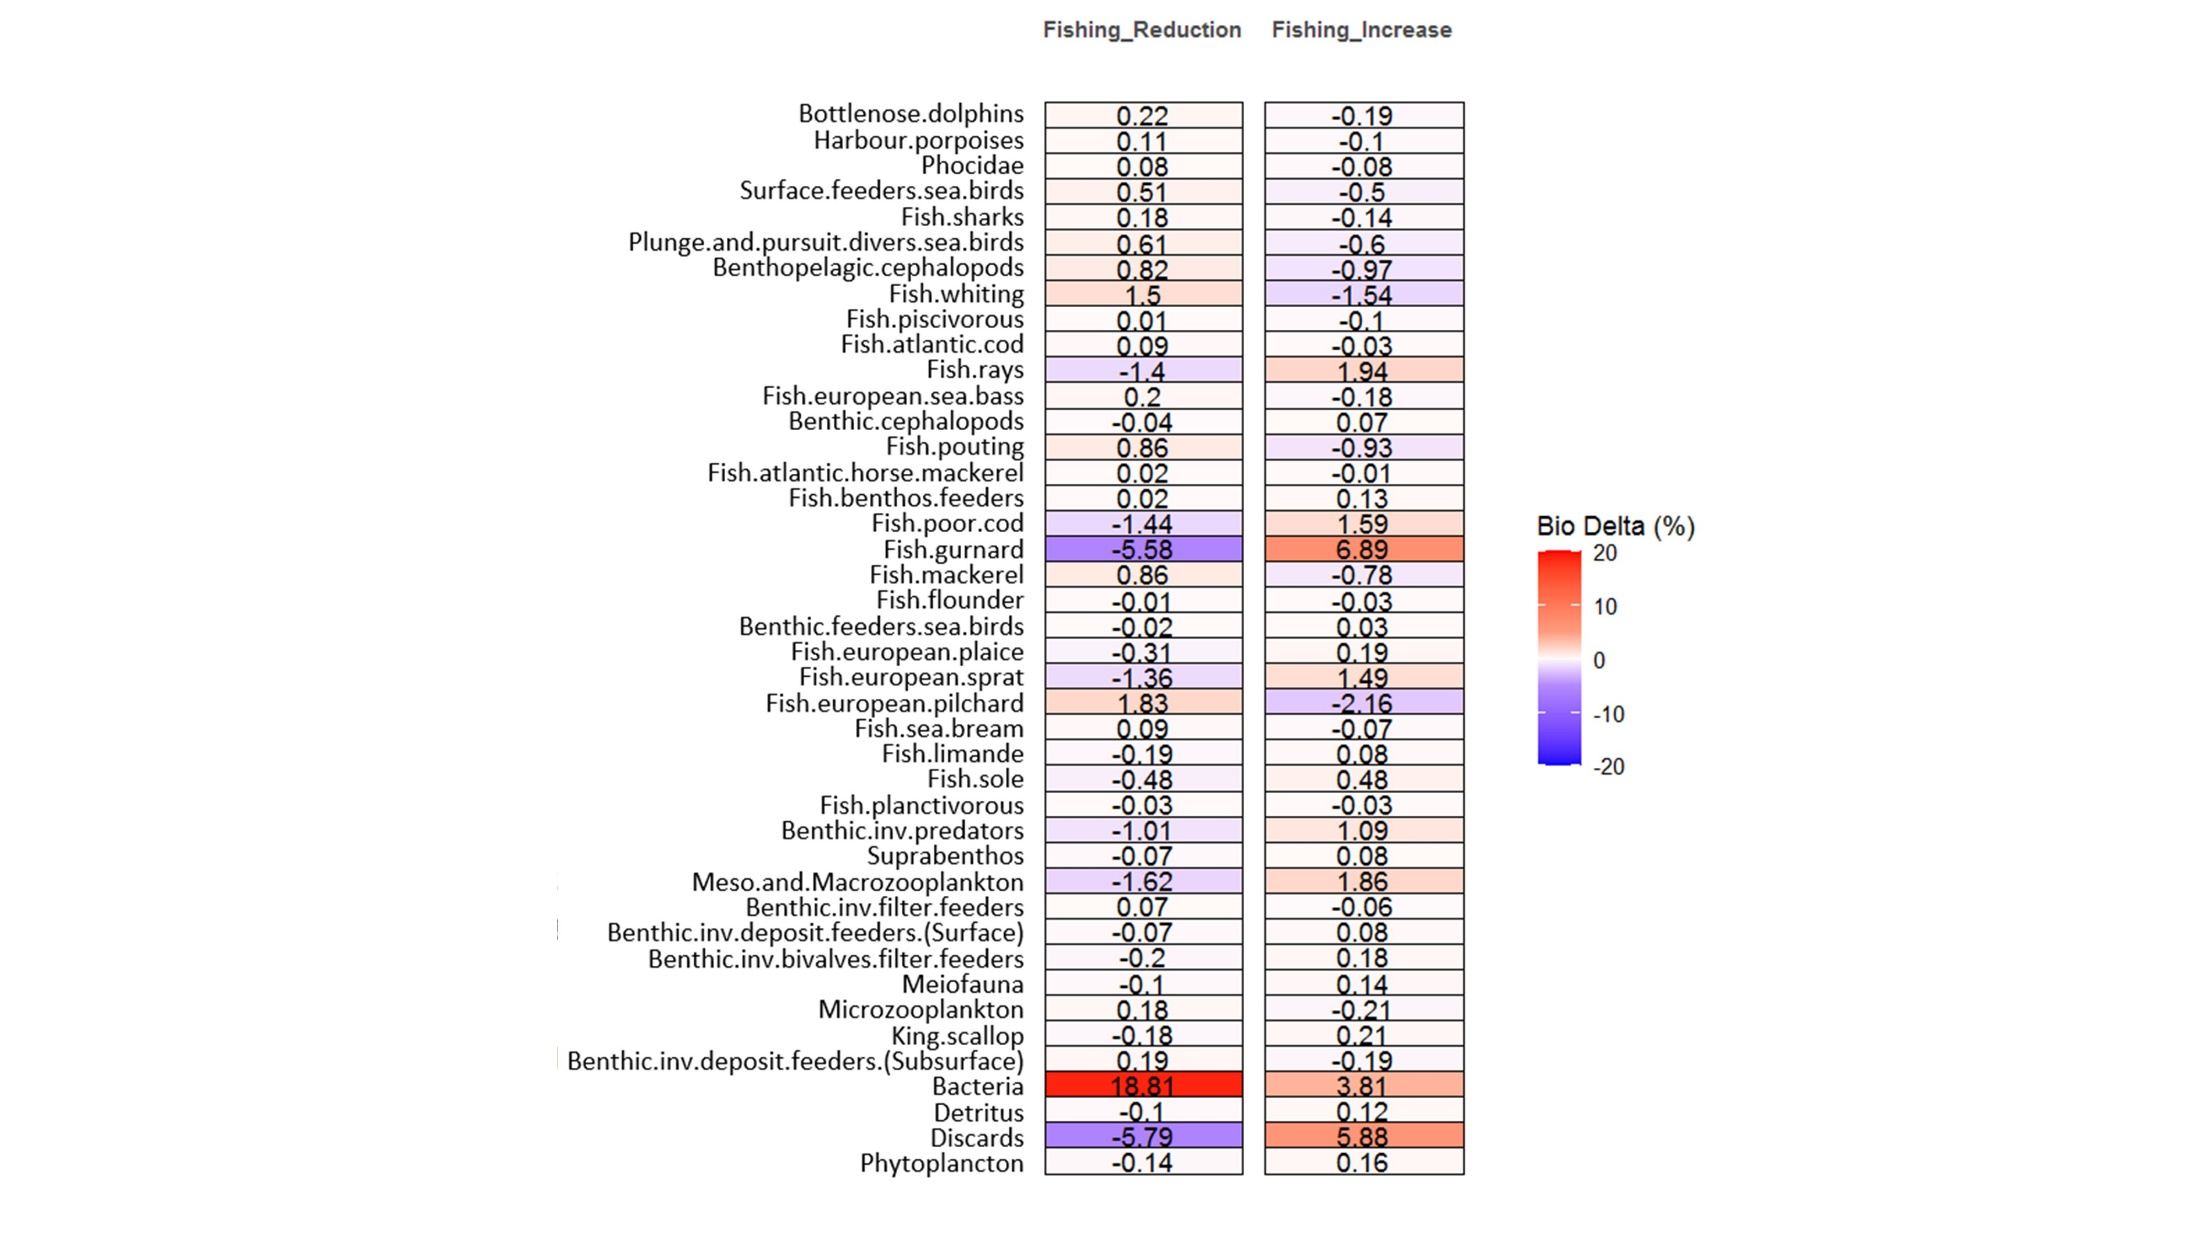 Fishing_Reduction Fishing_Increase
Bottlenose.dolphins 0.22 -0.19
Harbour.porpoises 0.11 -0.1
Phocidae 0.08 -0.08
Surface.feeders.sea.birds 0.51 -0.5
Fish.sharks 0.18 -0.14
Plunge.and.pursuit.divers.sea.birds 0.61 -0.6
Benthopelagic.cephalopods 0.82 -0.97
Fish.whiting 1.5 -1.54
Fish.piscivorous 0.01 -0.1
Fish.atlantic.cod 0.09 -0.03
Fish.rays -1.4 1.94
Fish.european.sea.bass 0.2 -0.18
Benthic.cephalopods -0.04 0.07
Fish.pouting 0.86 -0.93
Fish.atlantic.horse.mackerel 0.02 -0.01
Fish.benthos.feeders 0.02 0.13
Fish.poor.cod -1.44 1.59
Fish.gurnard -5.58 6.89
Fish.mackerel 0.86 -0.78
Fish.flounder -0.01 -0.03
Benthic.feeders.sea.birds -0.02 0.03
Fish.european.plaice -0.31 0.19
Fish.european.sprat -1.36 1.49
Fish.european.pilchard 1.83 -2.16
Fish.sea.bream 0.09 -0.07
Fish.limande -0.19 0.08
Fish.sole -0.48 0.48
Fish.planctivorous -0.03 -0.03
Benthic.inv.predators -1.01 1.09
Suprabenthos -0.07 0.08
Meso.and.Macrozooplankton -1.62 1.86
Benthic.inv.filter.feeders 0.07 -0.06
Benthic.inv.deposit.feeders.(Surface) -0.07 0.08
Benthic.inv.bivalves.filter.feeders -0.2 0.18
Meiofauna -0.1 0.14
Microzooplankton 0.18 -0.21
King.scallop -0.18 0.21
Benthic.inv.deposit.feeders.(Subsurface) 0.19 -0.19
Bacteria 18.81 3.81
Detritus -0.1 0.12
Discards -5.79 5.88
Phytoplancton -0.14 0.16
Bio Delta (%)
20
10
0
-10
-20